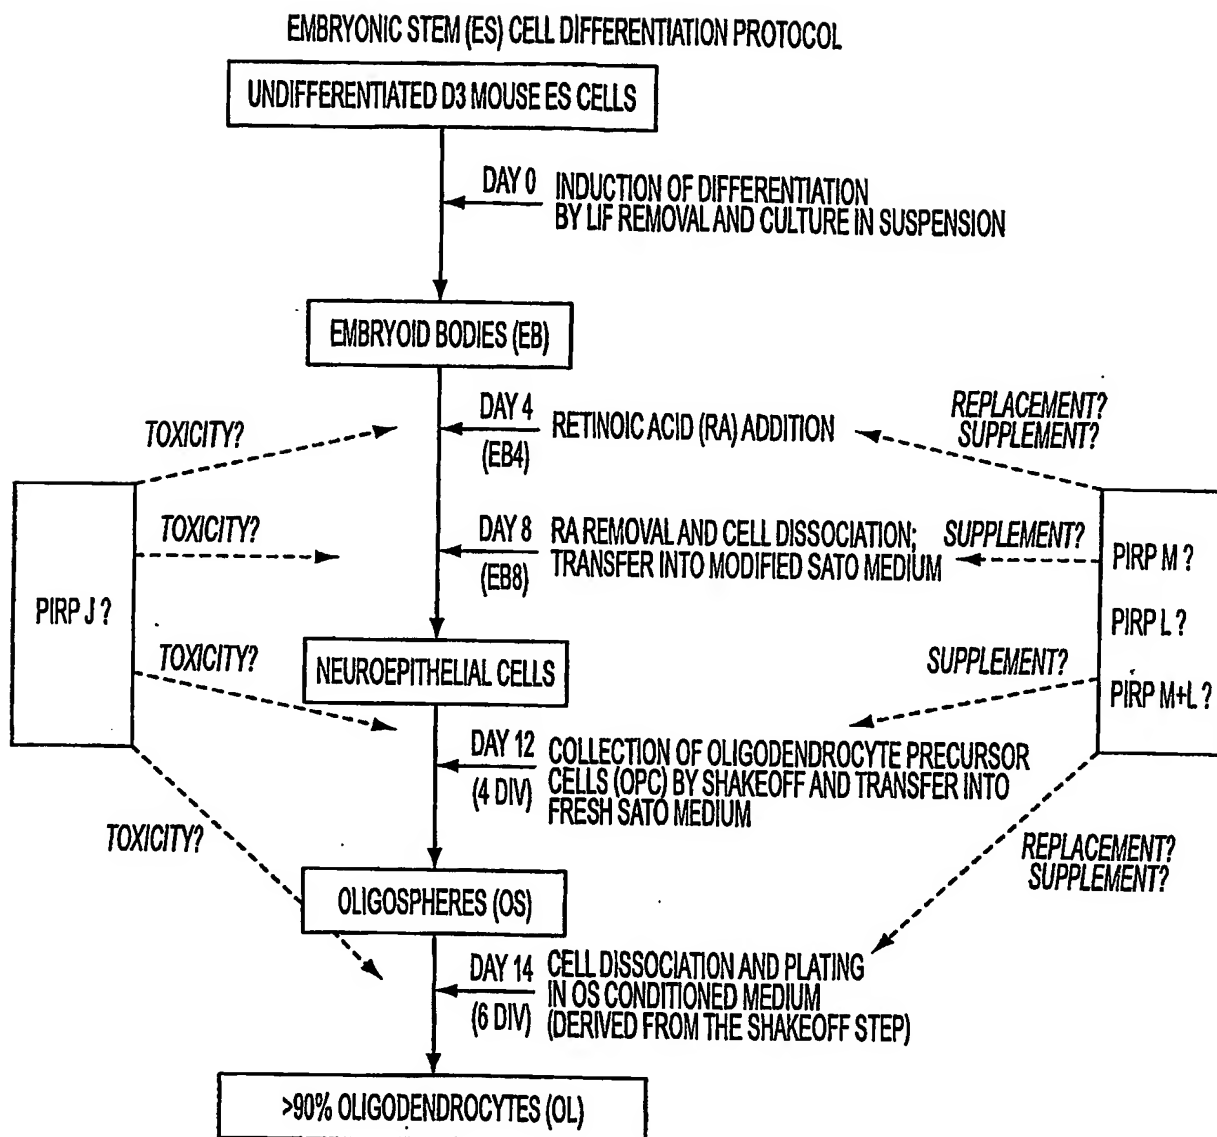 EMBRYONIC STEM (ES) CELL DIFFERENTIATION PROTOCOL
UNDIFFERENTIATED D3 MOUSE ES CELLS
DAY 0
INDUCTION OF DIFFERENTIATION
BY LIF REMOVAL AND CULTURE IN SUSPENSION
EMBRYOID BODIES (EB)
TOXICITY?
DAY 4
(EB4)
RETINOIC ACID (RA) ADDITION
REPLACEMENT?
SUPPLEMENT?
TOXICITY?
DAY 8
(EB8)
RA REMOVAL AND CELL DISSOCIATION;
TRANSFER INTO MODIFIED SATO MEDIUM
SUPPLEMENT?
PIRP J ?
PIRP M ?
PIRP L ?
PIRP M+L ?
TOXICITY?
NEUROEPITHELIAL CELLS
SUPPLEMENT?
DAY 12
(4 DIV)
COLLECTION OF OLIGODENDROCYTE PRECURSOR
CELLS (OPC) BY SHAKEOFF AND TRANSFER INTO
FRESH SATO MEDIUM
TOXICITY?
REPLACEMENT?
SUPPLEMENT?
OLIGOSPHERES (OS)
DAY 14
(6 DIV)
CELL DISSOCIATION AND PLATING
IN OS CONDITIONED MEDIUM
(DERIVED FROM THE SHAKEOFF STEP)
>90% OLIGODENDROCYTES (OL)